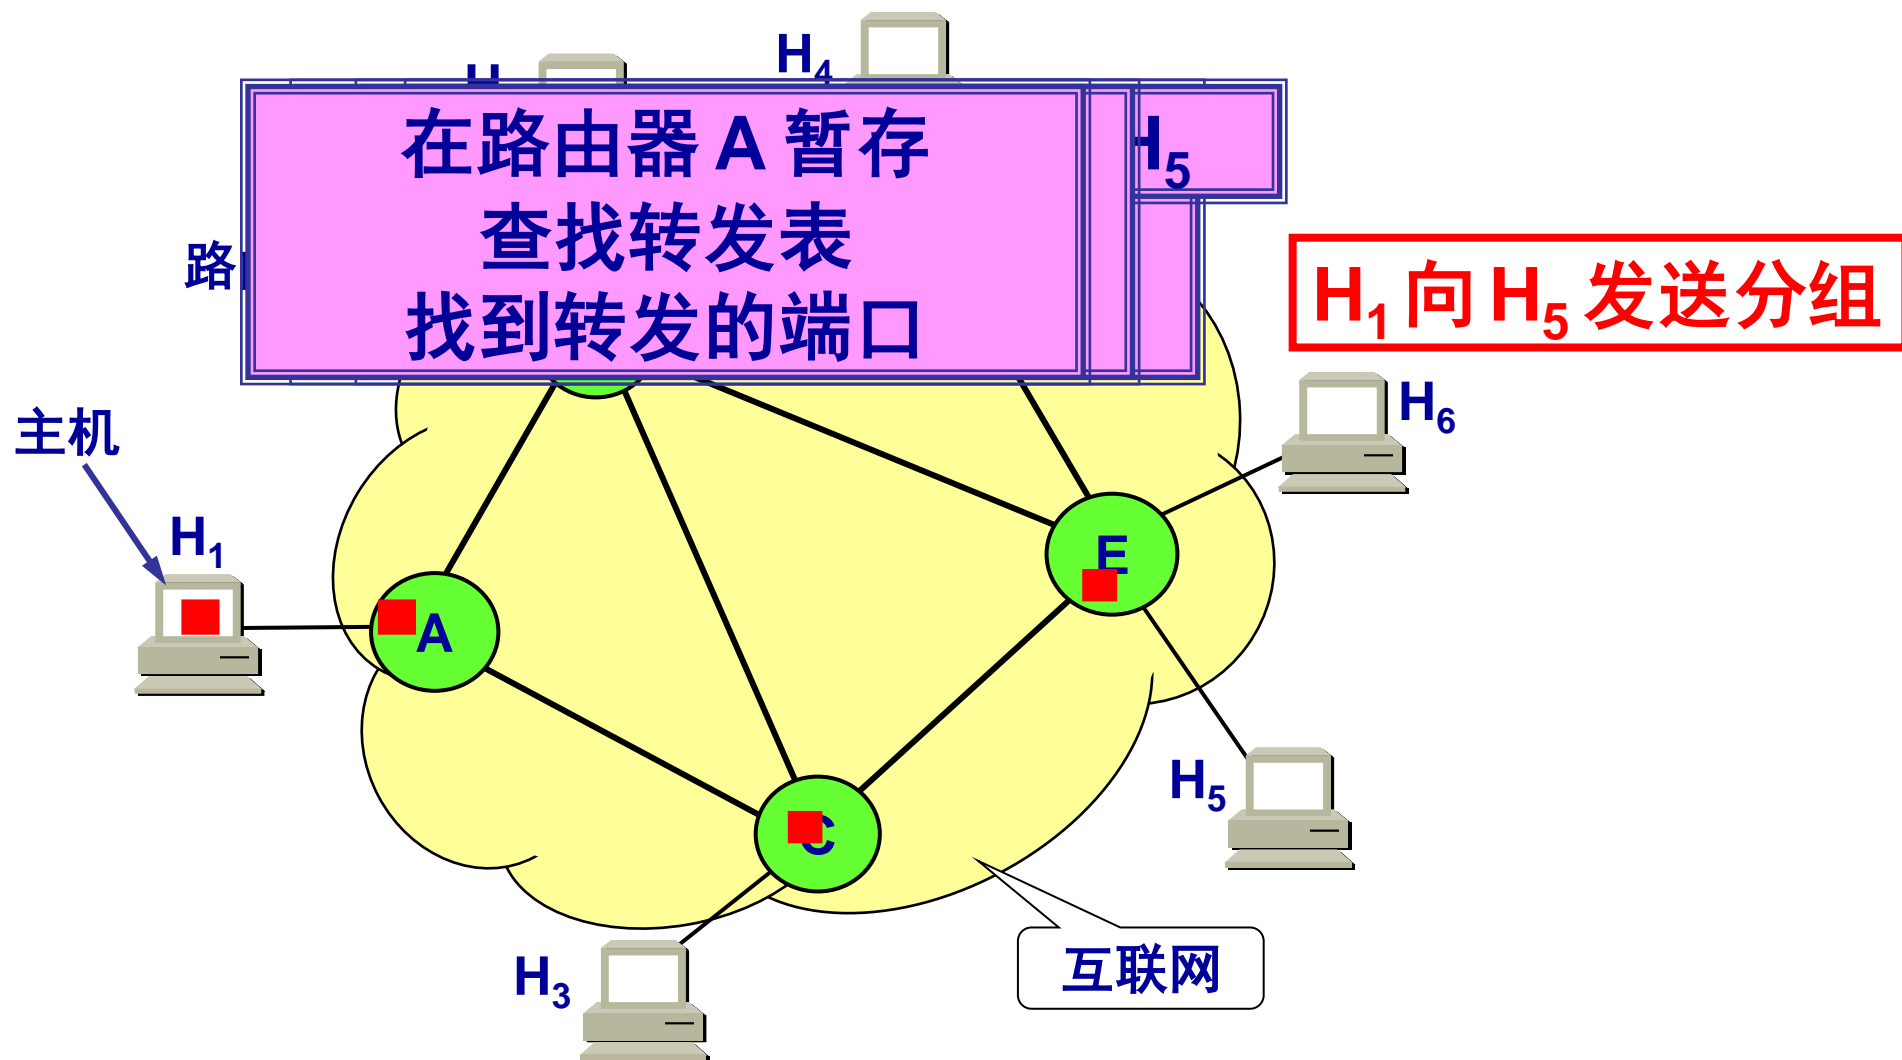 H4
在路由器 A 暂存
查找转发表
找到转发的端口
H5
路
H1 向 H5 发送分组
H6
主机
H1
E
A
H5
C
互联网
H3